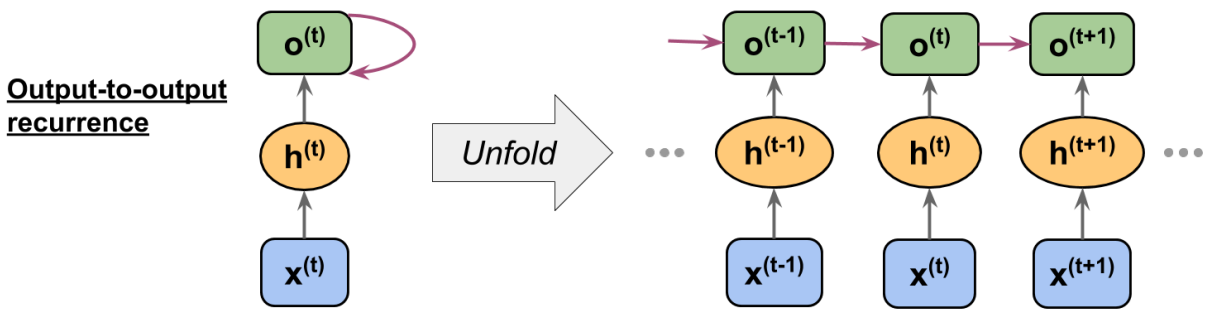 o(t)
o(t-1)
o(t)
o(t+1)
Output-to-output
recurrence
h(t)
Unfold
...
h(t-1)
h(t)
h(t+1)
...
x(t)
x(t-1)
x(t)
x(t+1)